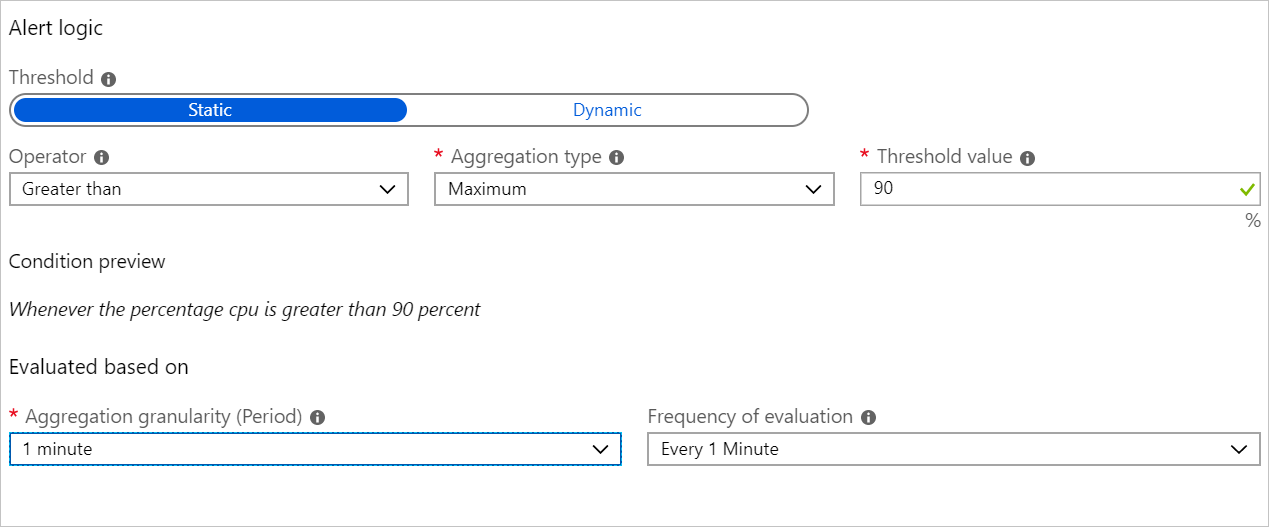 Alert logic
Threshold
Static Dynamic
Operator * Aggregation type * Threshold value
Greater than Maximum 90
%
Condition preview
Whenever the percentage cpu is greater than 90 percent
Evaluated based on
* Aggregation granularity (Period) Frequency of evaluation
1 minute Every 1 Minute